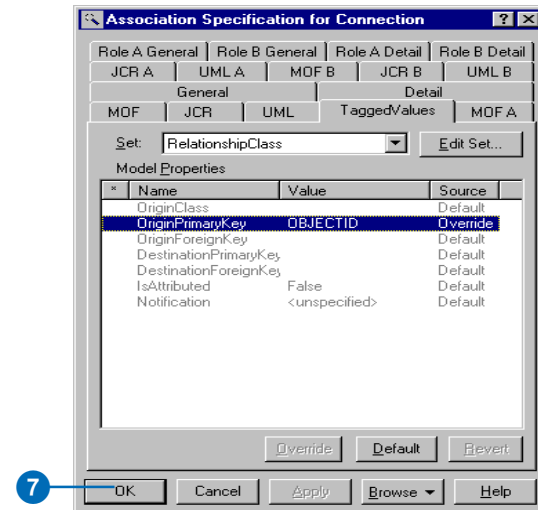 Association Specification for Connection
Role A General Role B General Role A Detail Role B Detail
JCR A UML A MOF B JCR B UML B
General Detail
MOF JCR UML TaggedValues MOF A
Set: RelationshipClass Edit Set...
Model Properties
* Name Value Source
OriginClass Default
OriginPrimaryKey OBJECTID Override
OriginForeignKey Default
DestinationPrimaryKey Default
DestinationForeignKey Default
IsAttributed False Default
Notification <unspecified> Default
Override Default Revert
7 OK Cancel Apply Browse Help